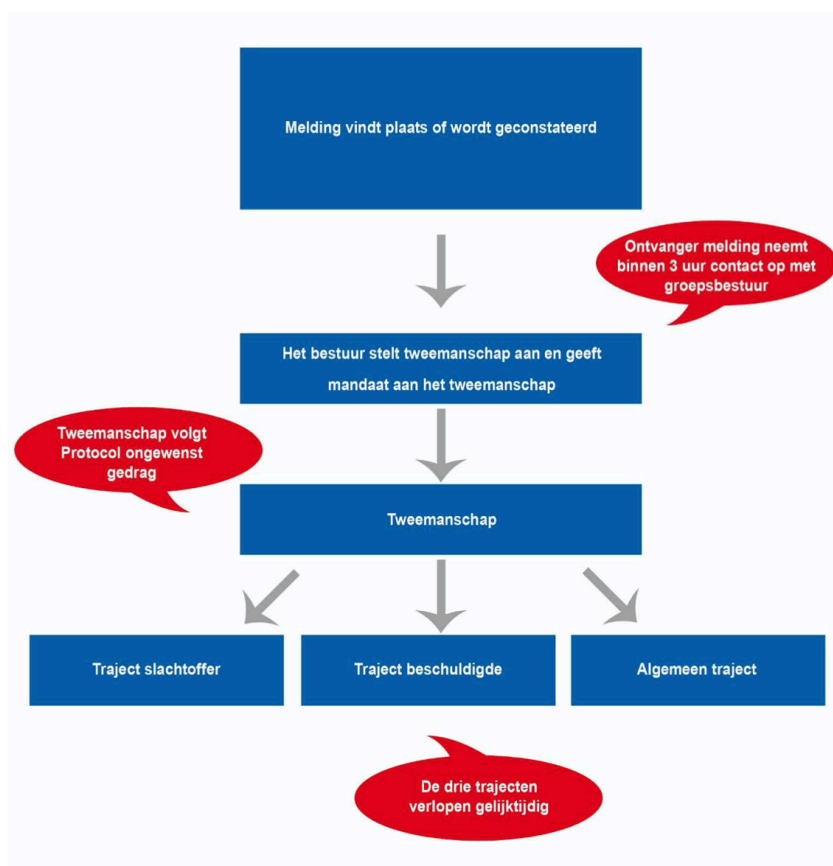 Melding vindt plaats of wordt geconstateerd
Ontvanger melding neemt
binnen 3 uur contact op met
groepsbestuur
Het bestuur stelt tweemanschap aan en geeft
mandaat aan het tweemanschap
Tweemanschap volgt
Protocol ongewenst
gedrag
Tweemanschap
Traject slachtoffer
Traject beschuldigde
Algemeen traject
De drie trajecten
verlopen gelijktijdig